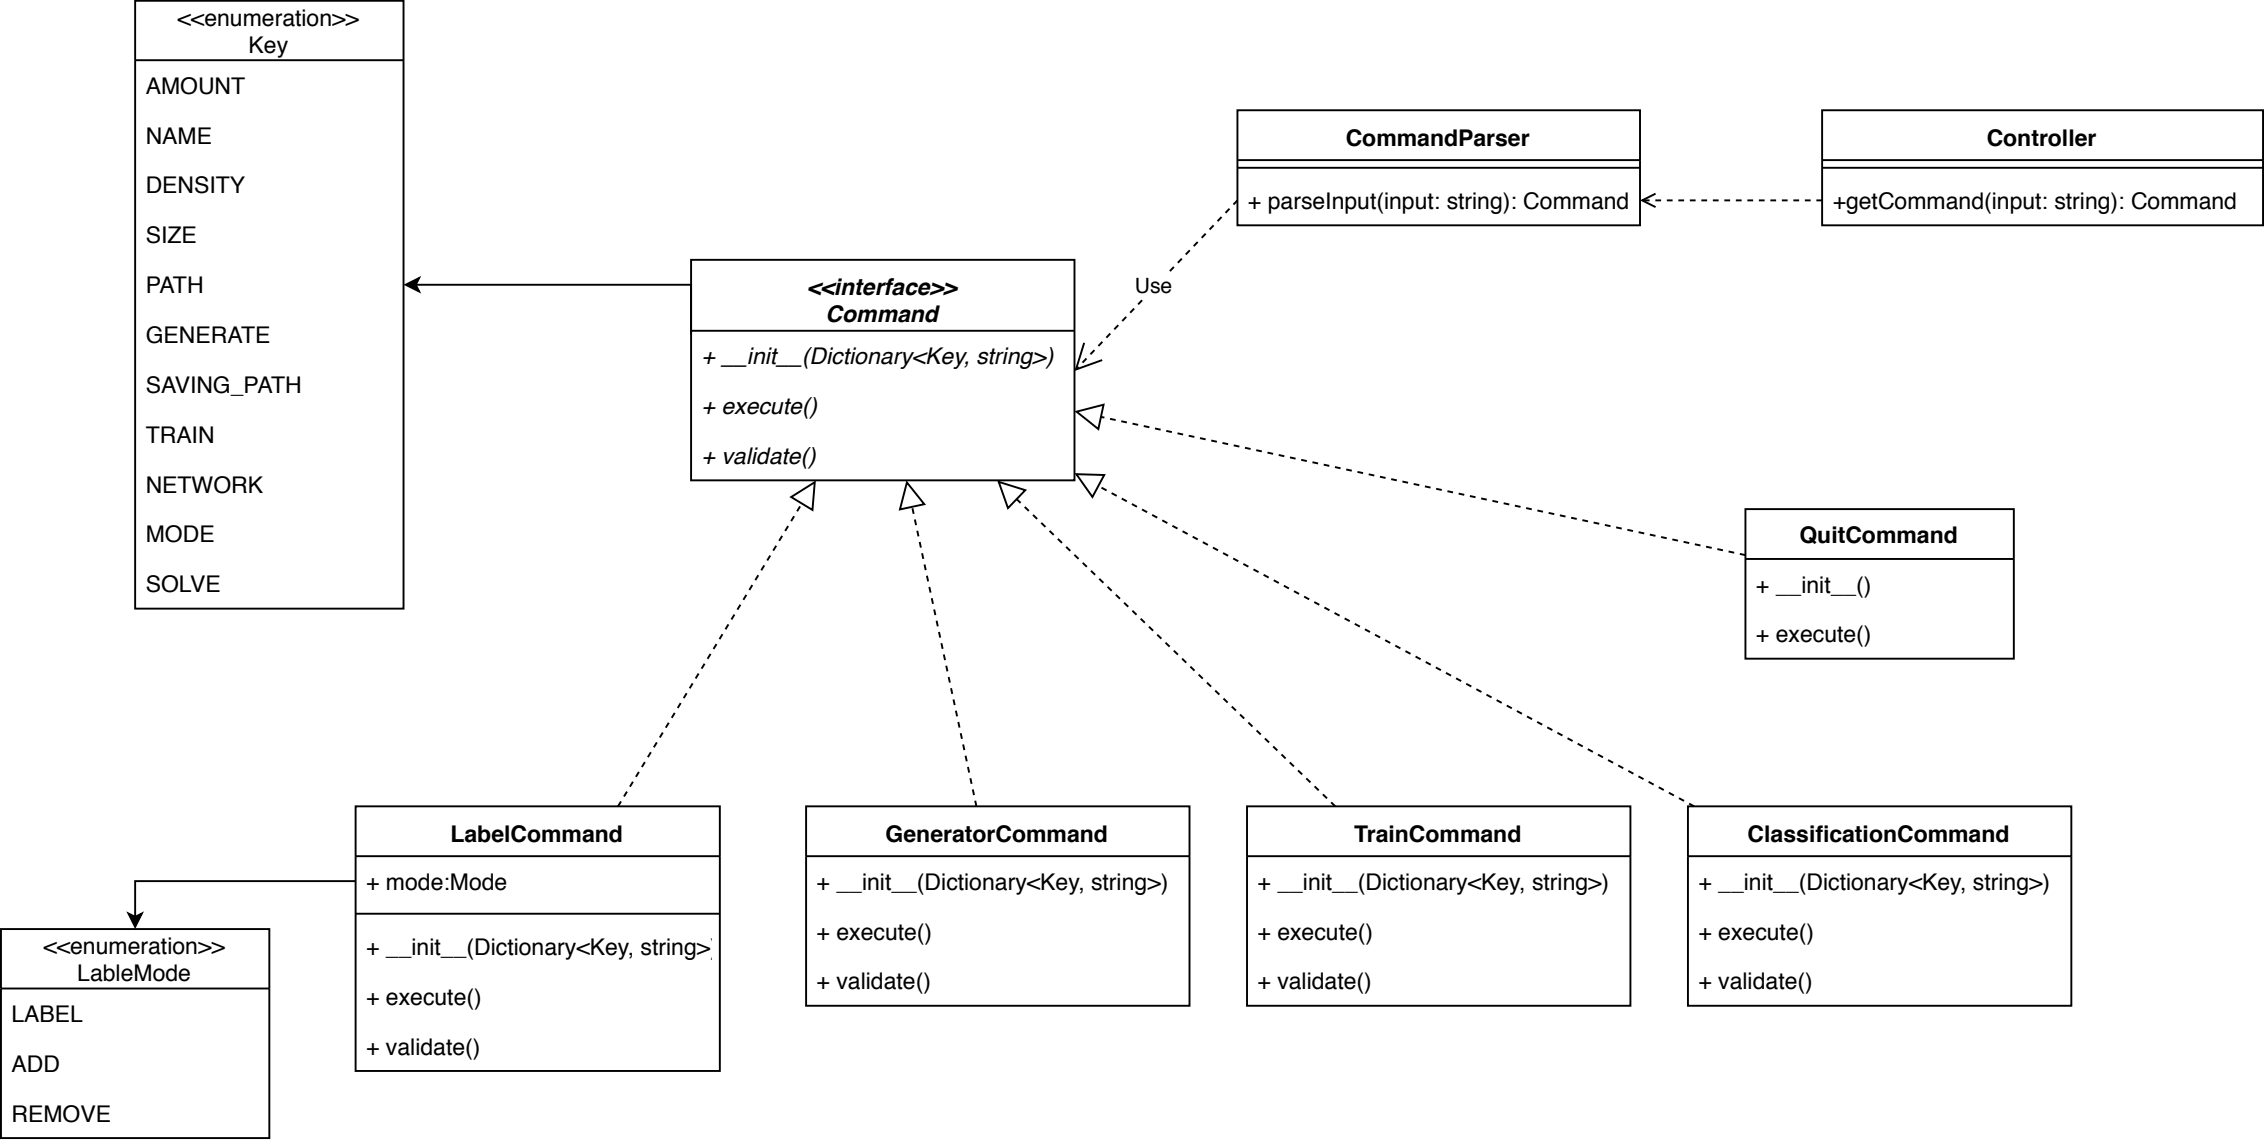 <<enumeration>>
Key
AMOUNT
NAME
DENSITY
SIZE
PATH
GENERATE
SAVING_PATH
TRAIN
NETWORK
MODE
SOLVE
<<interface>>
Command
+ __init__(Dictionary<Key, string>)
+ execute()
+ validate()
Use
CommandParser
+ parseInput(input: string): Command
Controller
+getCommand(input: string): Command
QuitCommand
+ __init__()
+ execute()
LabelCommand
+ mode:Mode
+ __init__(Dictionary<Key, string>)
+ execute()
+ validate()
<<enumeration>>
LableMode
LABEL
ADD
REMOVE
GeneratorCommand
+ __init__(Dictionary<Key, string>)
+ execute()
+ validate()
TrainCommand
+ __init__(Dictionary<Key, string>)
+ execute()
+ validate()
ClassificationCommand
+ __init__(Dictionary<Key, string>)
+ execute()
+ validate()